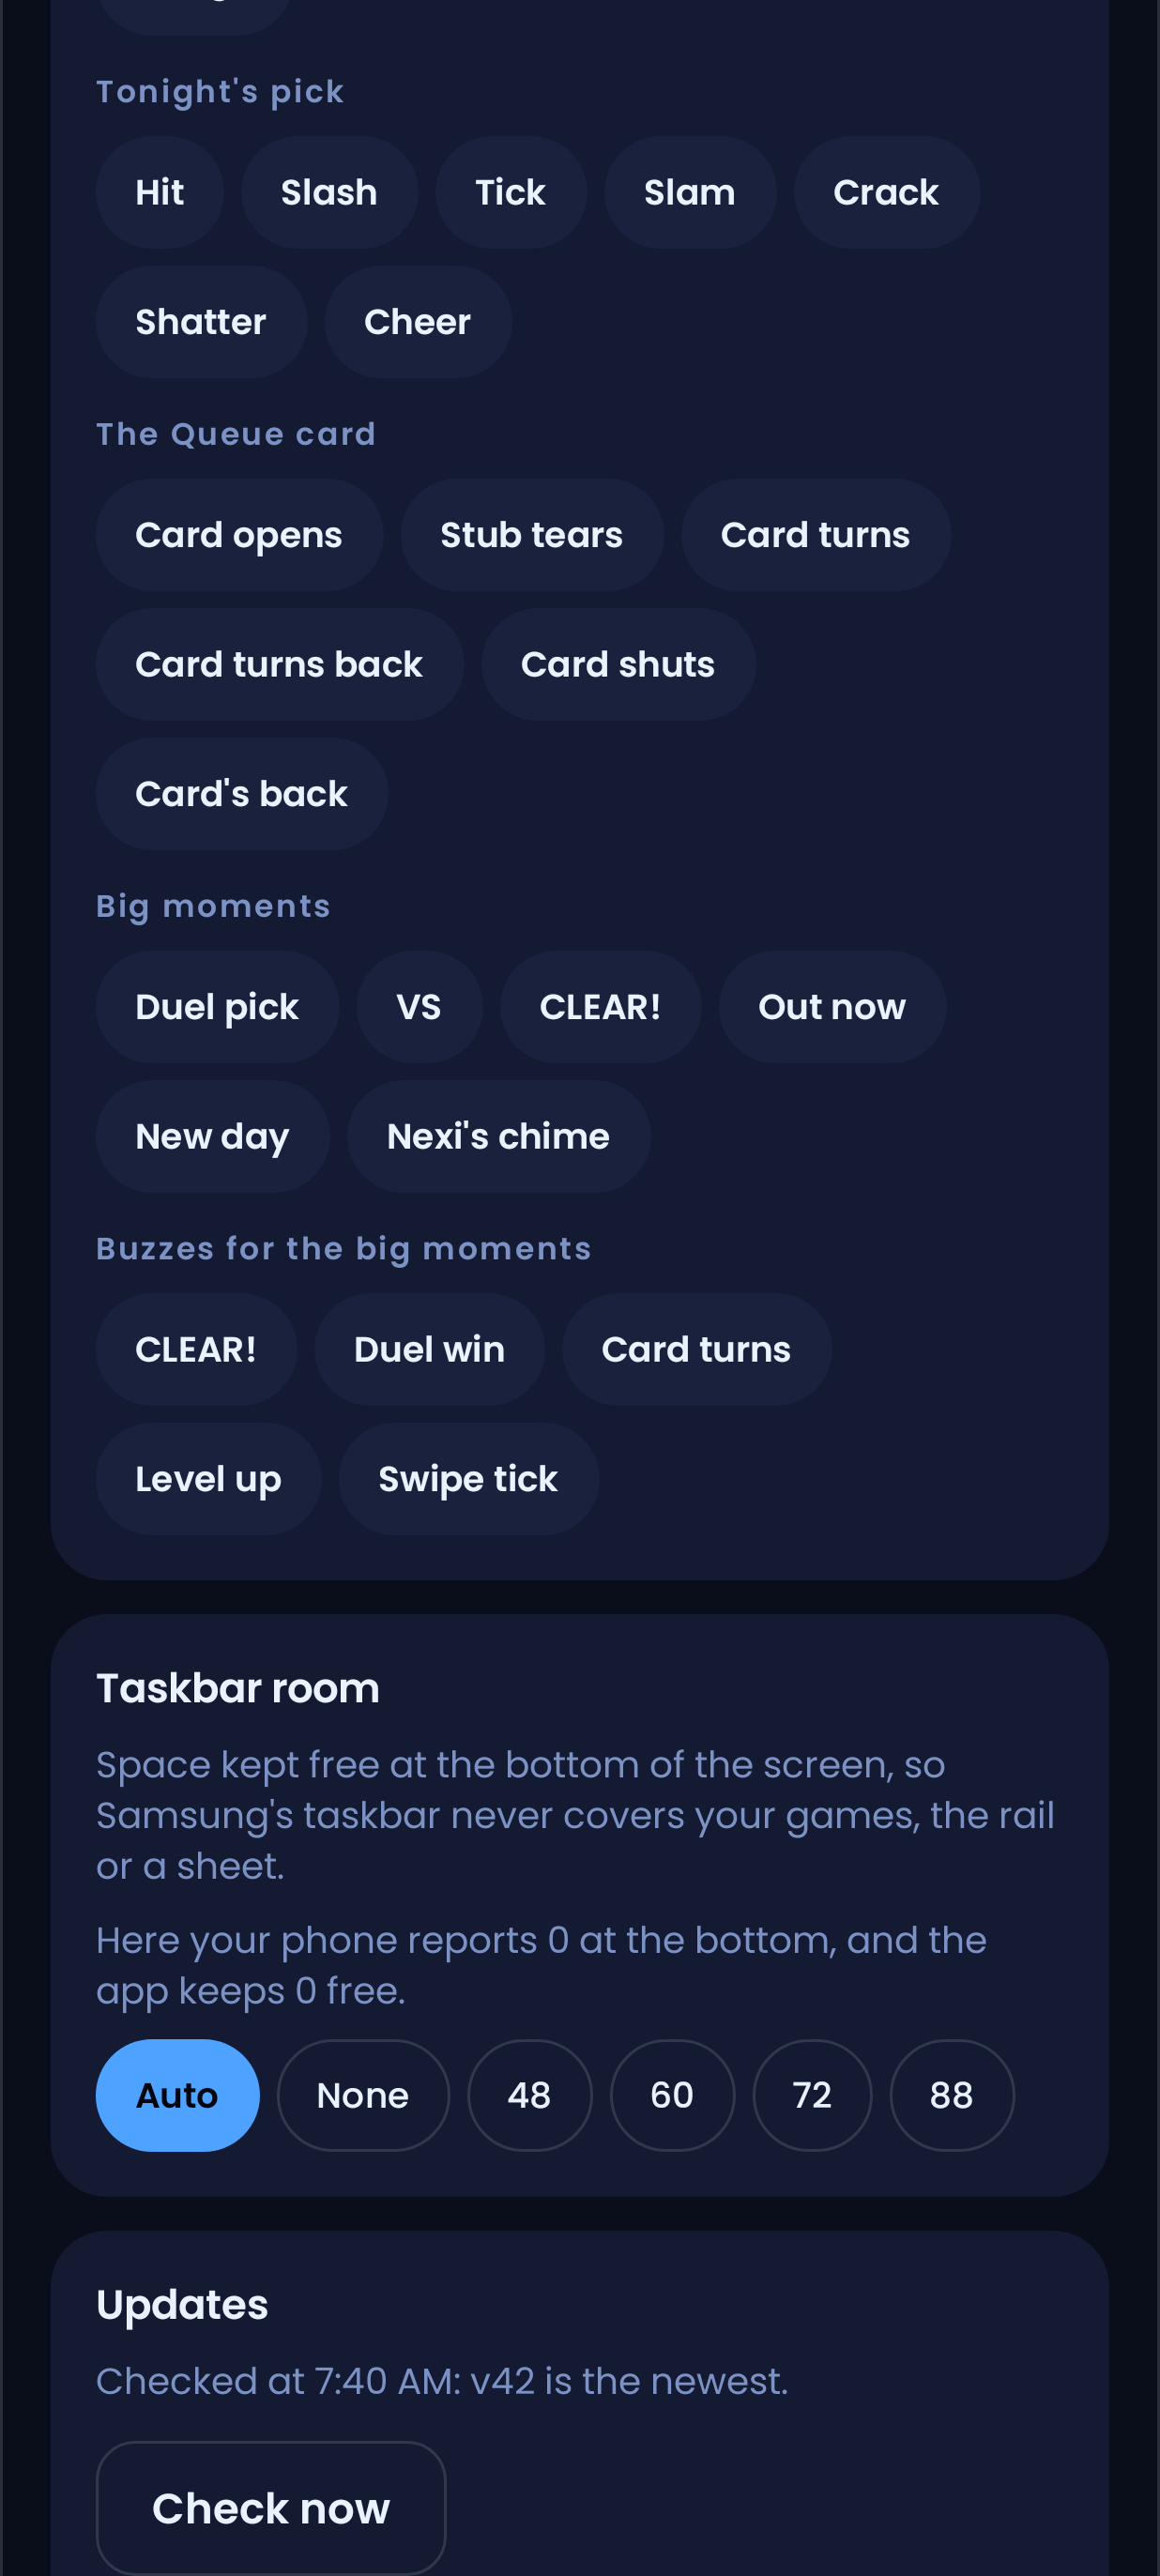 Tonight's pick
Hit Slash Tick Slam Crack
Shatter Cheer
The Queue card
Card opens Stub tears Card turns
Card turns back Card shuts
Card's back
Big moments
Duel pick VS CLEAR! Out now
New day Nexi's chime
Buzzes for the big moments
CLEAR! Duel win Card turns
Level up Swipe tick
Taskbar room
Space kept free at the bottom of the screen, so
Samsung's taskbar never covers your games, the rail
or a sheet.
Here your phone reports 0 at the bottom, and the
app keeps 0 free.
Auto None 48 60 72 88
Updates
Checked at 7:40 AM: v42 is the newest.
Check now